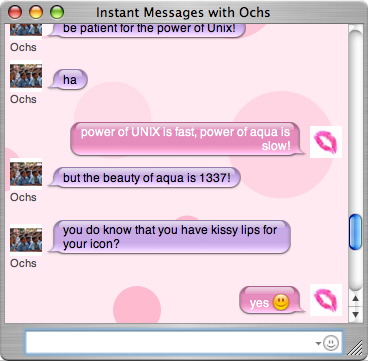 Instant Messages with Ochs
be patient for the power of Unix!
Ochs
ha
Ochs
power of UNIX is fast, power of aqua is
slow!
but the beauty of aqua is 1337!
Ochs
you do know that you have kissy lips for
your icon?
Ochs
yes